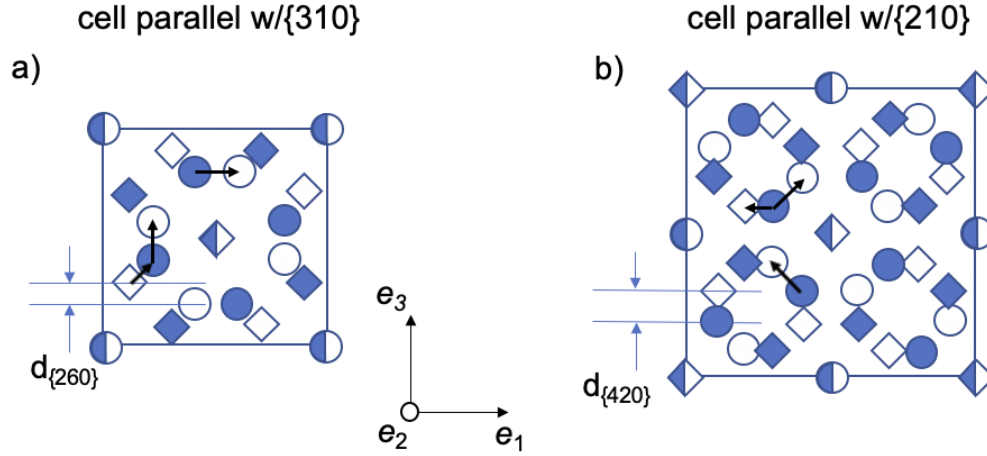 cell parallel w/{310}
cell parallel w/{210}
a)
b)
e3
e2
e1
d{260}
d{420}